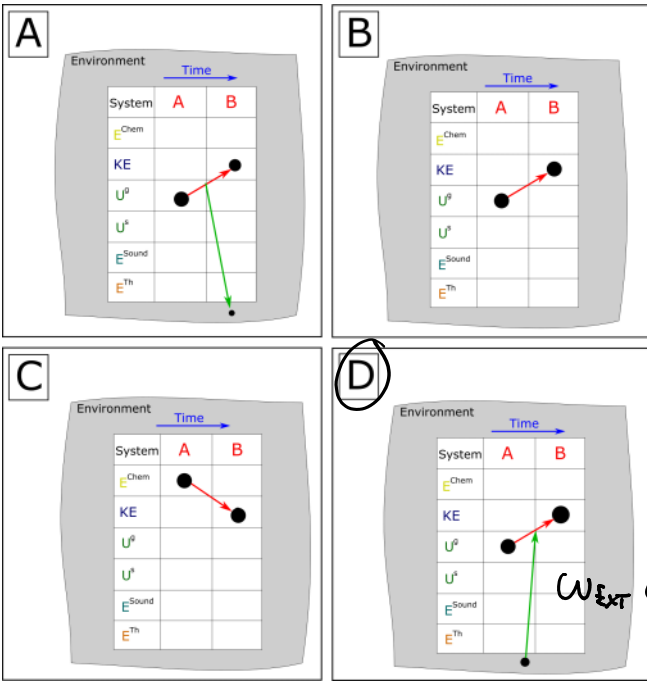 A
Environment
Time
System A B
E^Chem
KE
U^g
U^s
E^Sound
E^Th
B
Environment
Time
System A B
E^Chem
KE
U^g
U^s
E^Sound
E^Th
C
Environment
Time
System A B
E^Chem
KE
U^g
U^s
E^Sound
E^Th
D
Environment
Time
System A B
E^Chem
KE
U^g
U^s
E^Sound
E^Th
W_EXT